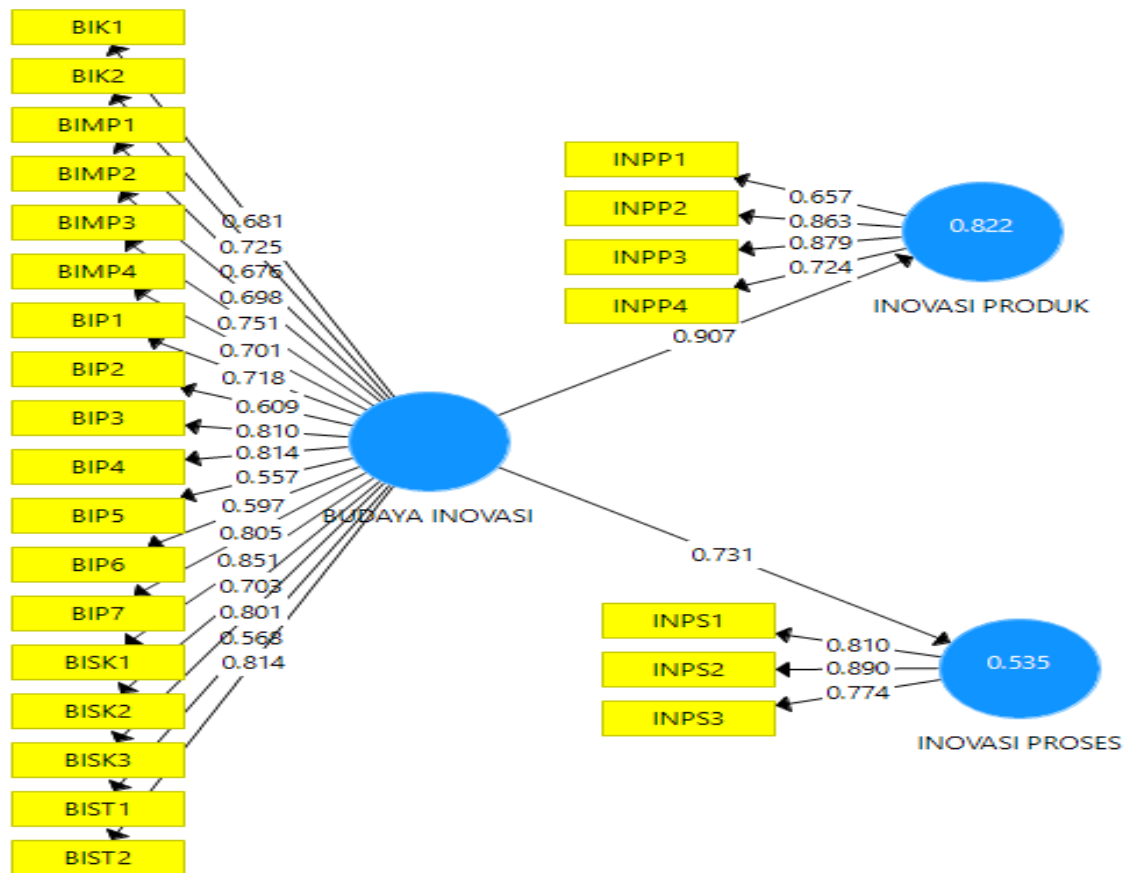 BIK1
BIK2
BIMP1
BIMP2
BIMP3
BIMP4
BIP1
BIP2
BIP3
BIP4
BIP5
BIP6
BIP7
BISK1
BISK2
BISK3
BIST1
BIST2
0.681
0.725
0.676
0.698
0.751
0.701
0.718
0.609
0.810
0.814
0.557
0.597
0.805
0.851
0.703
0.801
0.568
0.814
BUDAYA INOVASI
0.907
0.731
INPP1
INPP2
INPP3
INPP4
0.657
0.863
0.879
0.724
0.822
INOVASI PRODUK
INPS1
INPS2
INPS3
0.810
0.890
0.774
0.535
INOVASI PROSES